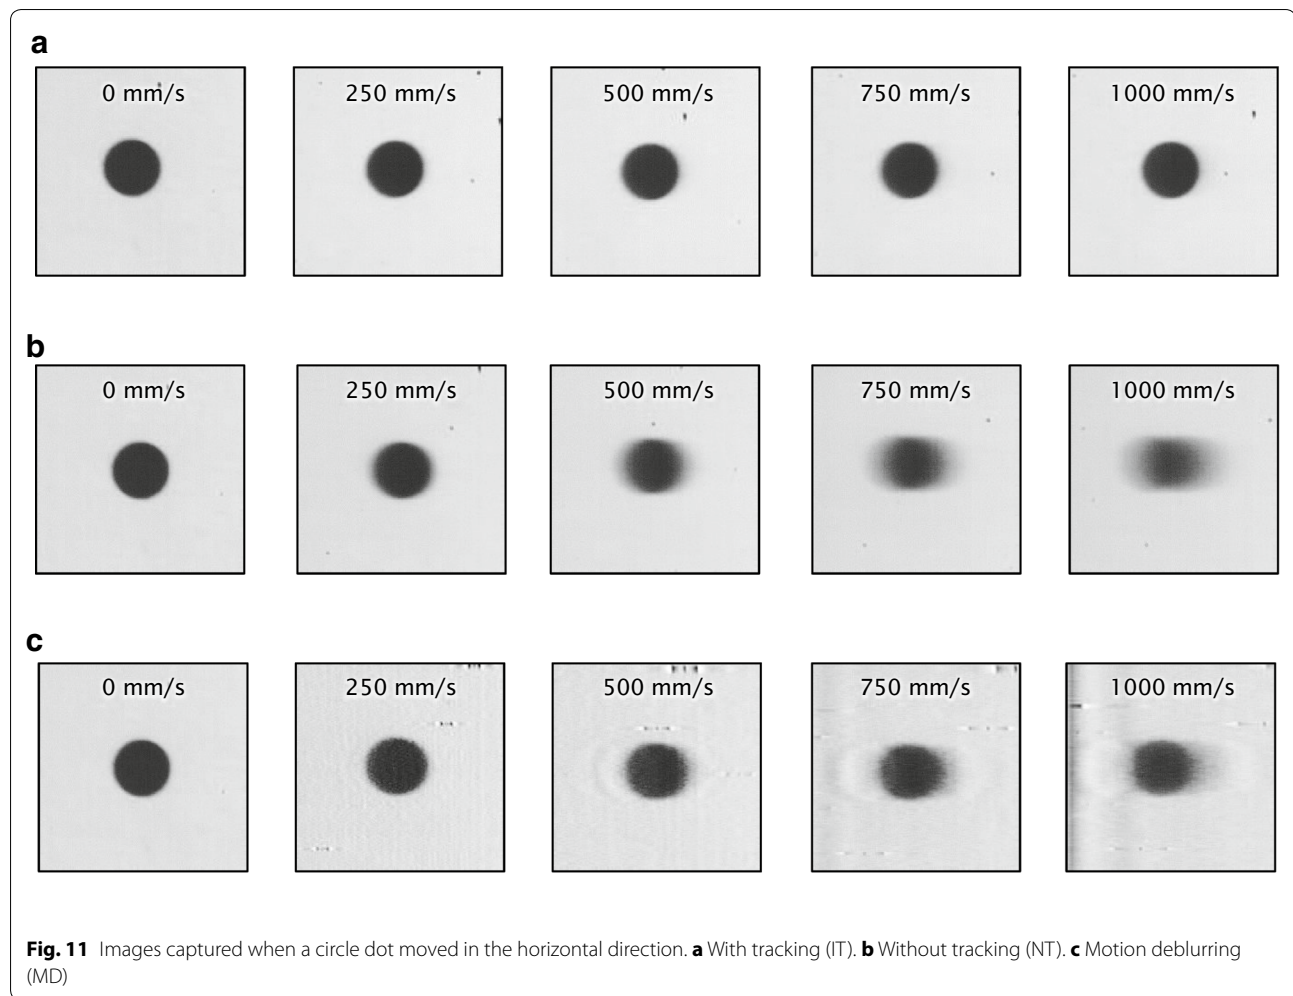 a
0 mm/s 250 mm/s 500 mm/s 750 mm/s 1000 mm/s
b
0 mm/s 250 mm/s 500 mm/s 750 mm/s 1000 mm/s
c
0 mm/s 250 mm/s 500 mm/s 750 mm/s 1000 mm/s
Fig. 11 Images captured when a circle dot moved in the horizontal direction. a With tracking (IT). b Without tracking (NT). c Motion deblurring
(MD)